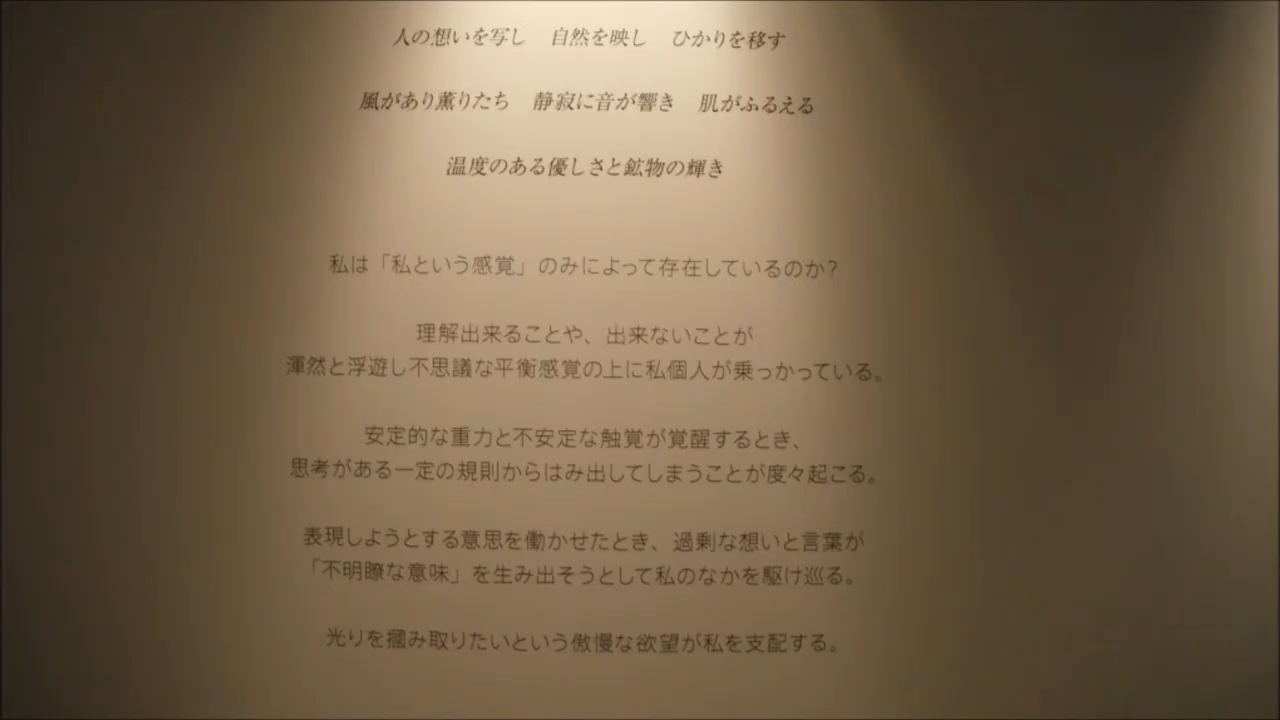 人の想いを写し　自然を映し　ひかりを移す
風があり薫りたち　静寂に音が響き　肌がふるえる
温度のある優しさと鉱物の輝き
私は「私という感覚」のみによって存在しているのか?
理解出来ることや、出来ないことが
渾然と浮遊し不思議な平衡感覚の上に私個人が乗っかっている。
安定的な重力と不安定な触覚が覚醒するとき、
思考がある一定の規則からはみ出してしまうことが度々起こる。
表現しようとする意思を働かせたとき、過剰な想いと言葉が
「不明瞭な意味」を生み出そうとして私のなかを駆け巡る。
光りを摑み取りたいという傲慢な欲望が私を支配する。